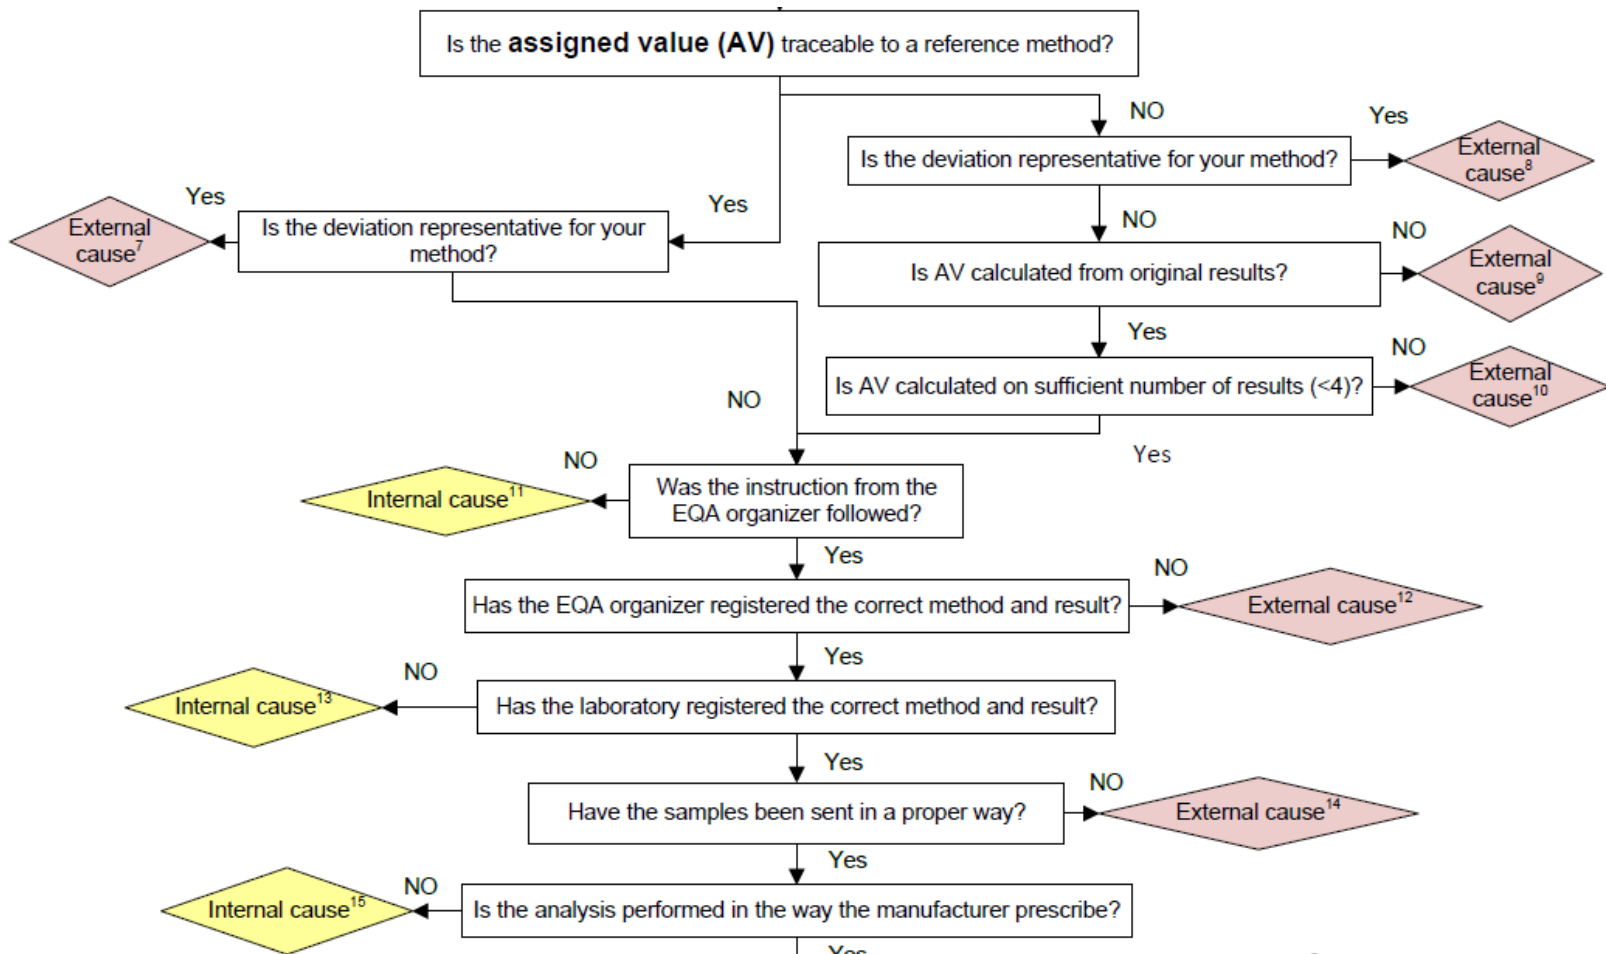 Is the assigned value (AV) traceable to a reference method?
NO
Yes
Is the deviation representative for your method?
External
cause8
Yes
Yes
Is the deviation representative for your
method?
External
cause7
NO
NO
Is AV calculated from original results?
External
cause9
Yes
NO
Is AV calculated on sufficient number of results (<4)?
External
cause10
NO
Yes
NO
Internal cause11
Was the instruction from the
EQA organizer followed?
Yes
NO
Has the EQA organizer registered the correct method and result?
External cause12
Yes
NO
Internal cause13
Has the laboratory registered the correct method and result?
Yes
NO
Have the samples been sent in a proper way?
External cause14
Yes
NO
Internal cause15
Is the analysis performed in the way the manufacturer prescribe?
Yes